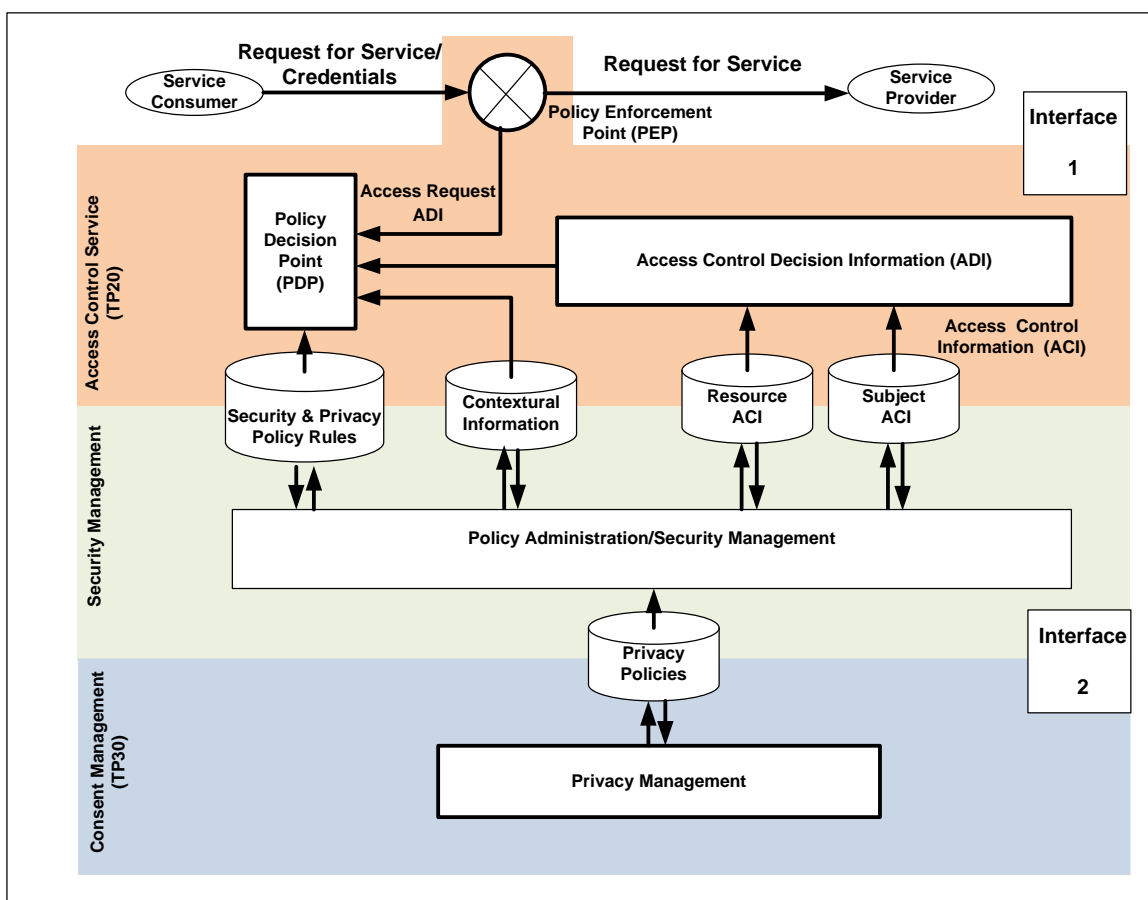 Request for Service/
Credentials
Request for Service
Service
Consumer
Service
Provider
Policy Enforcement
Point (PEP)
Interface
1
Access Control Service
(TP20)
Access Request
ADI
Policy
Decision
Point
(PDP)
Access Control Decision Information (ADI)
Access Control
Information (ACI)
Security & Privacy
Policy Rules
Contextural
Information
Resource
ACI
Subject
ACI
Security Management
Policy Administration/Security Management
Interface
2
Privacy
Policies
Consent Management
(TP30)
Privacy Management